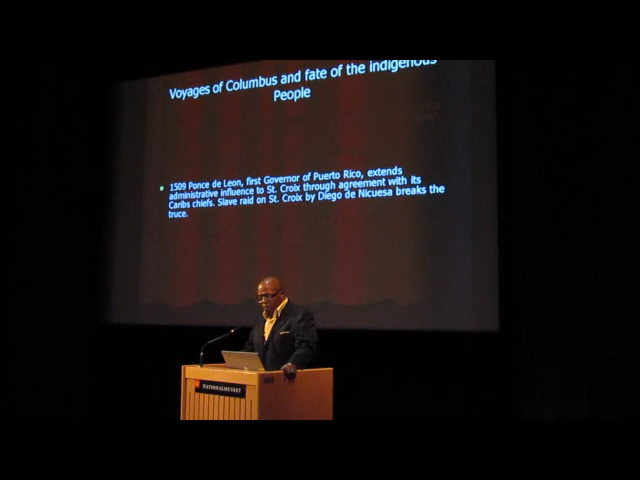 Voyages of Columbus and fate of the indigenous
People
1509 Ponce de Leon, first Governor of Puerto Rico, extends
administrative influence to St. Croix through agreement with its
Caribs chiefs. Slave raid on St. Croix by Diego de Nicuesa breaks the
truce.
NATIONALMUSEET